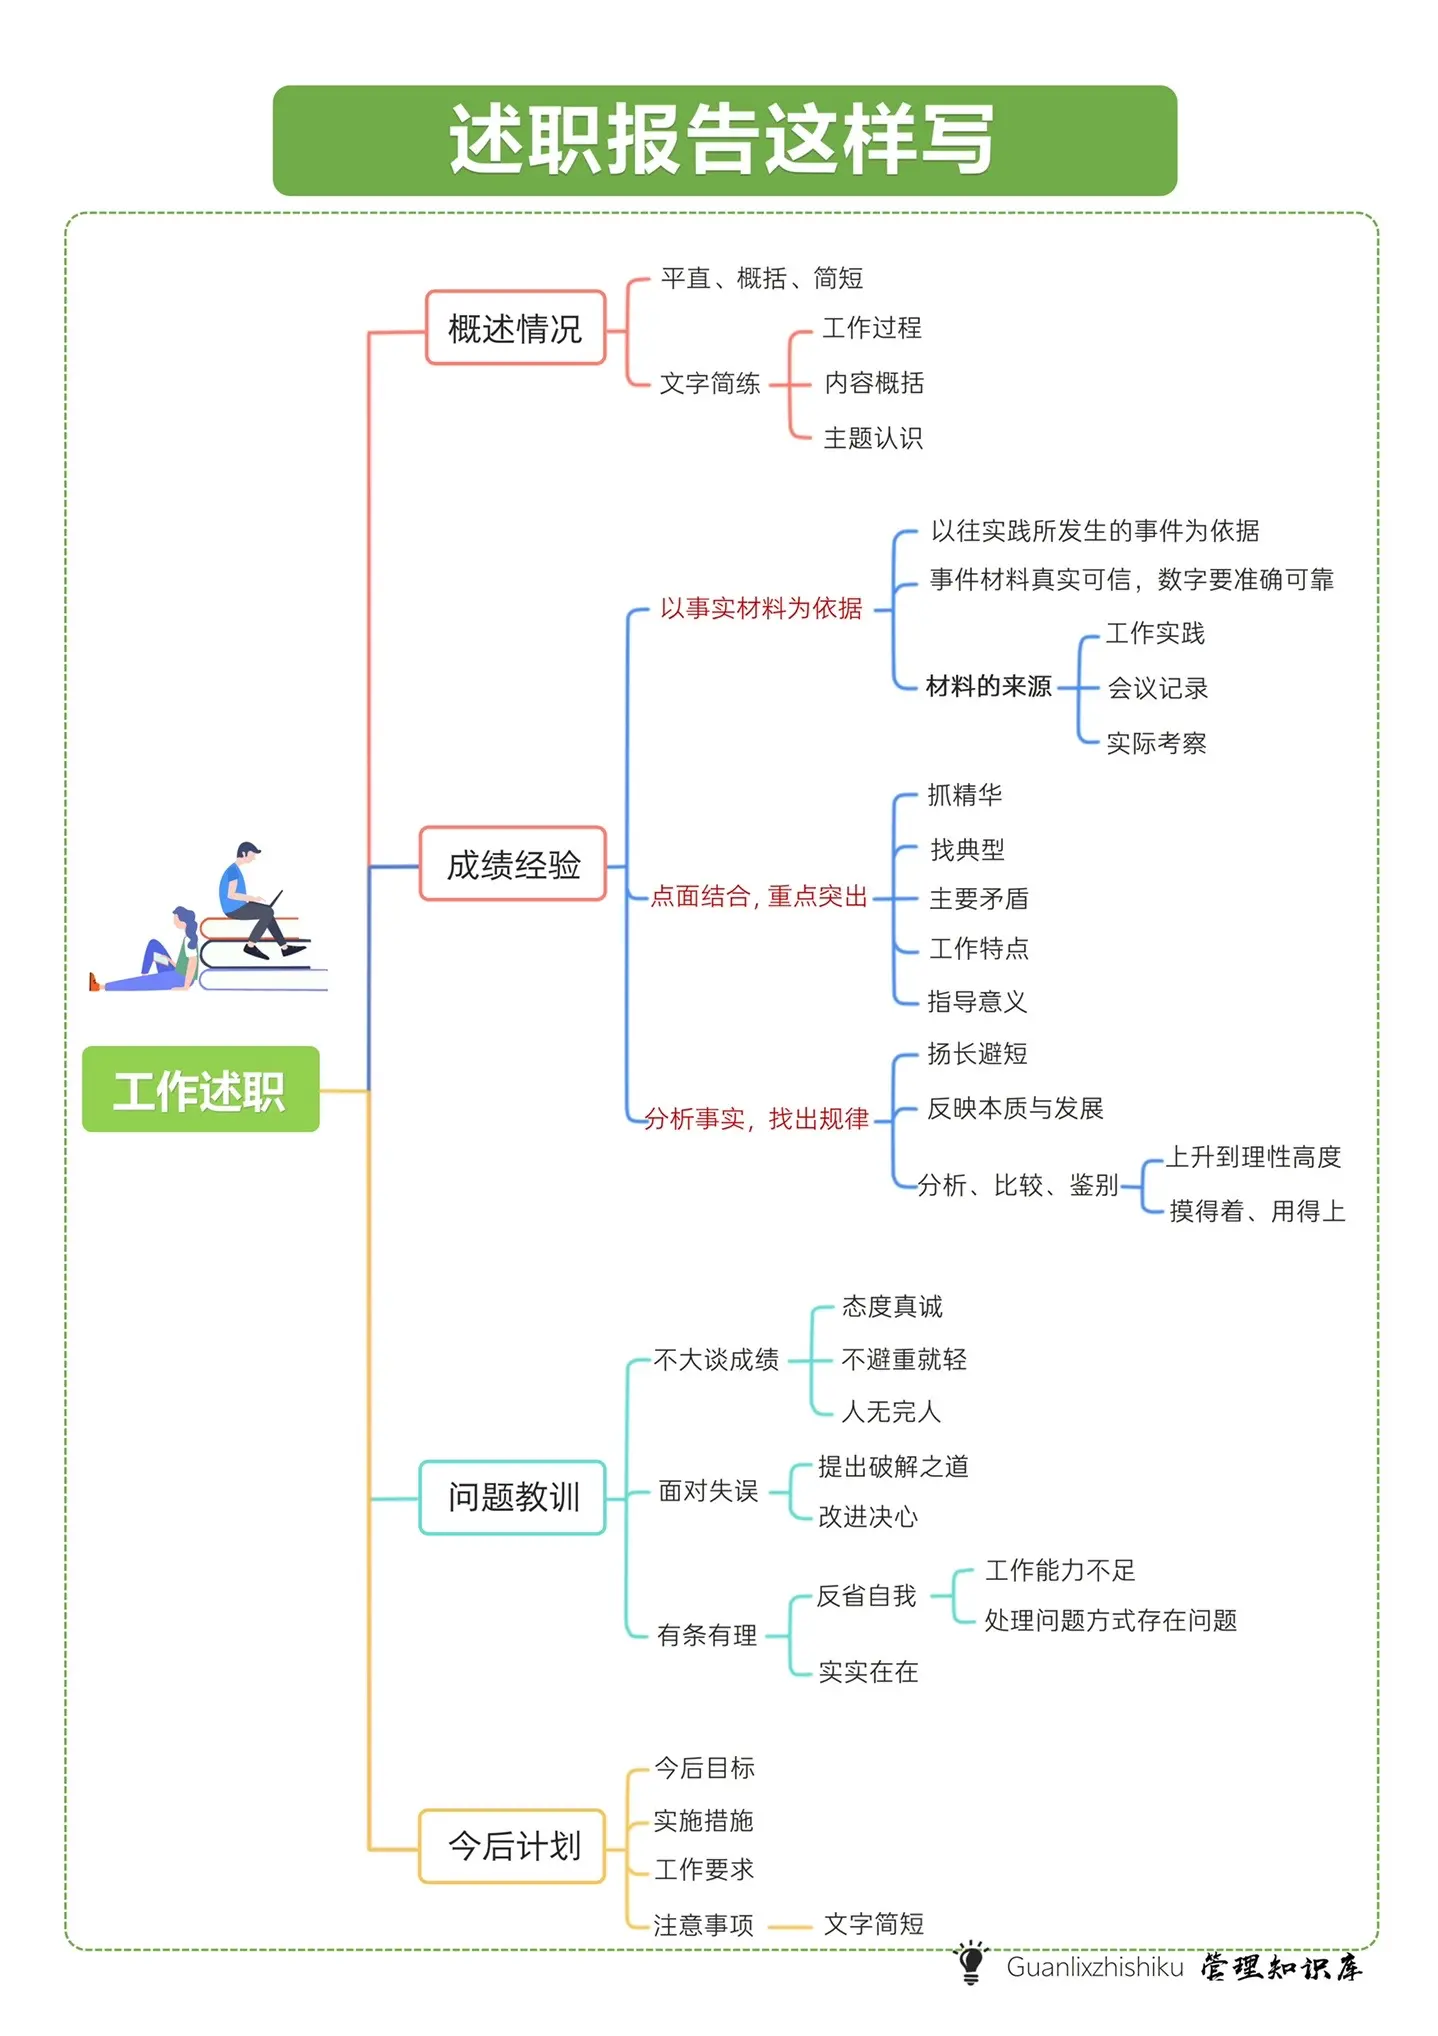 述职报告这样写
工作述职
概述情况
平直、概括、简短
文字简练
工作过程
内容概括
主题认识
成绩经验
以事实材料为依据
以往实践所发生的事件为依据
事件材料真实可信，数字要准确可靠
材料的来源
工作实践
会议记录
实际考察
点面结合，重点突出
抓精华
找典型
主要矛盾
工作特点
指导意义
分析事实，找出规律
扬长避短
反映本质与发展
分析、比较、鉴别
上升到理性高度
摸得着、用得上
问题教训
不大谈成绩
态度真诚
不避重就轻
人无完人
面对失误
提出破解之道
改进决心
有条有理
反省自我
工作能力不足
处理问题方式存在问题
实实在在
今后计划
今后目标
实施措施
工作要求
注意事项
文字简短
Guanlixzhishiku 管理知识库